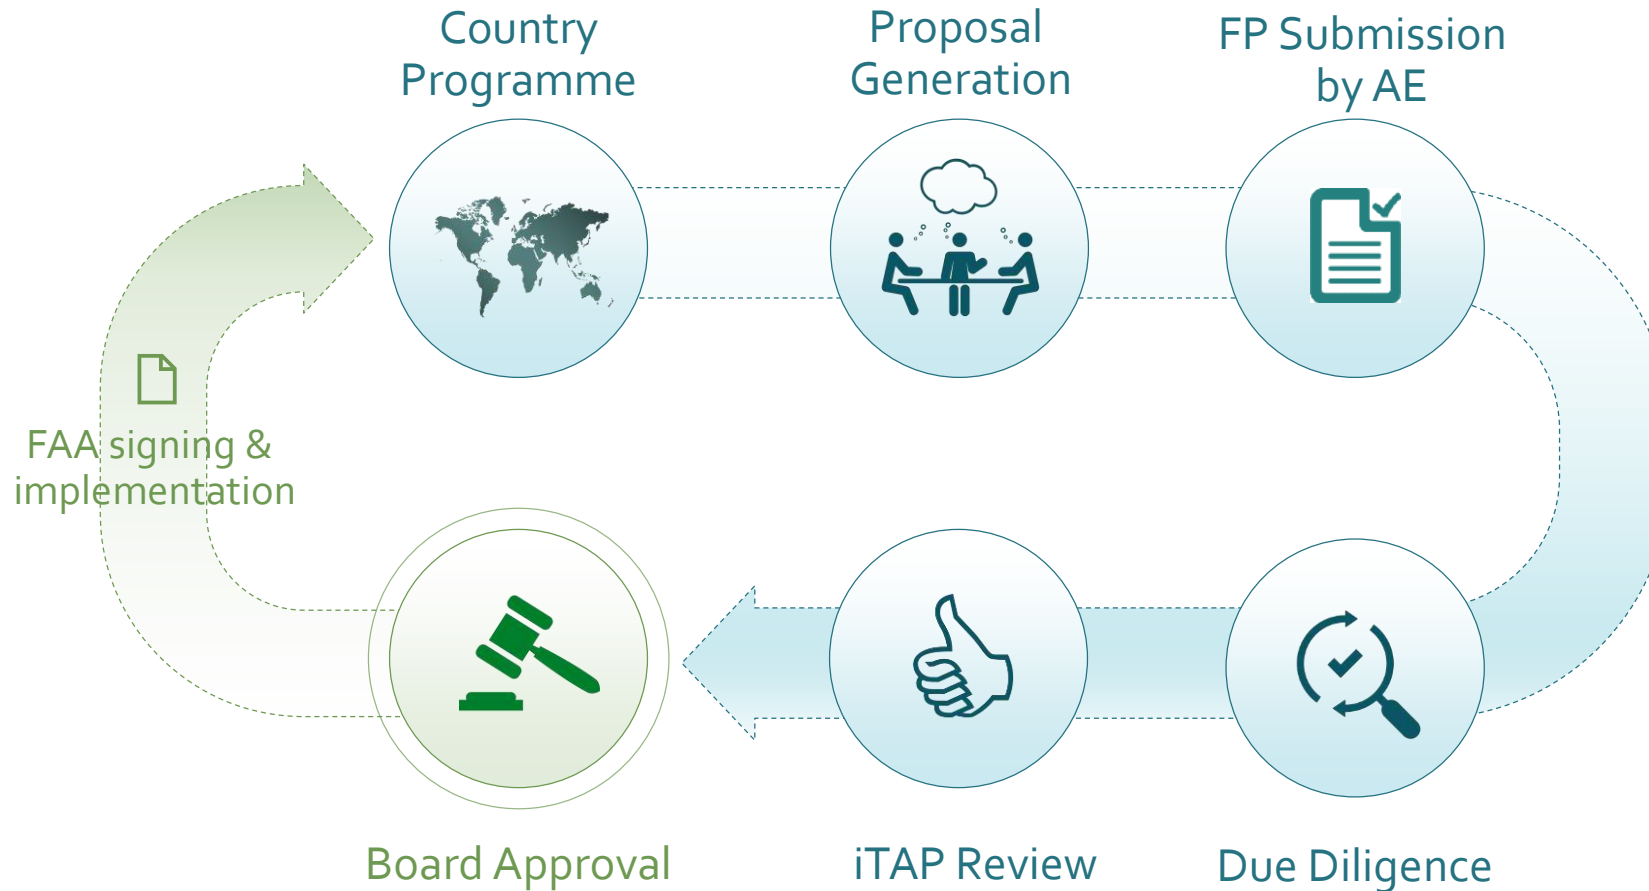 Country
Programme
Proposal
Generation
FP Submission
by AE
FAA signing &
implementation
Board Approval
iTAP Review
Due Diligence